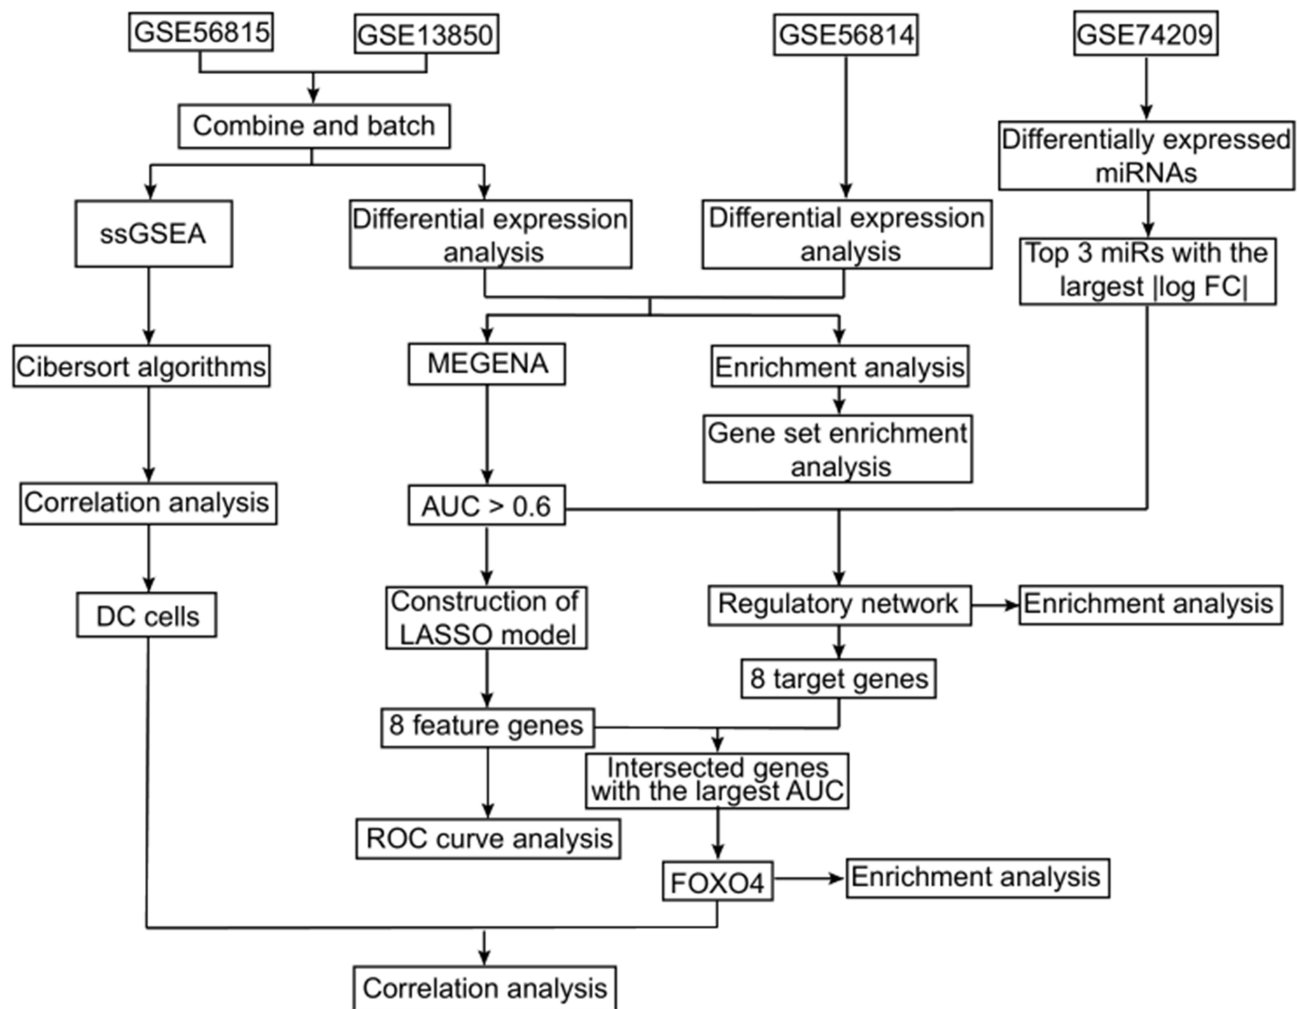 GSE56815
GSE13850
GSE56814
GSE74209
Combine and batch
Differentially expressed
miRNAs
ssGSEA
Differential expression
analysis
Differential expression
analysis
Top 3 miRs with the
largest |log FC|
Cibersort algorithms
MEGENA
Enrichment analysis
Gene set enrichment
analysis
Correlation analysis
AUC > 0.6
DC cells
Construction of
LASSO model
Regulatory network
Enrichment analysis
8 target genes
8 feature genes
Intersected genes
with the largest AUC
ROC curve analysis
FOXO4
Enrichment analysis
Correlation analysis